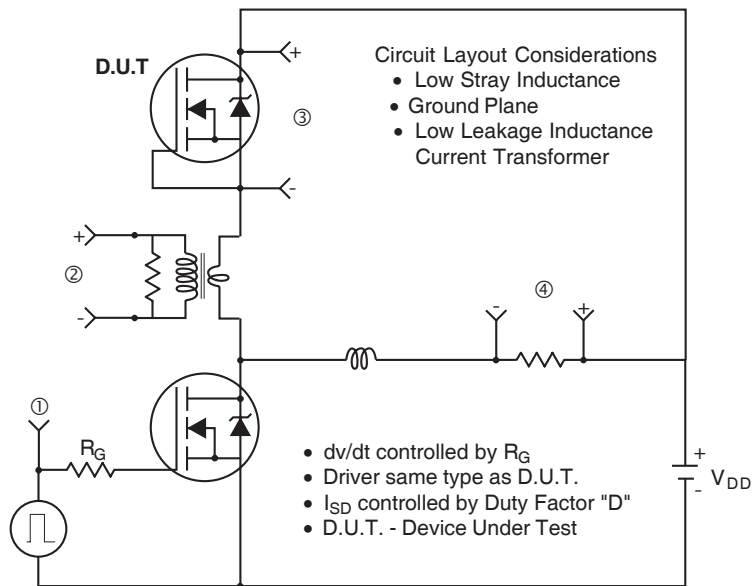 +
D.U.T
Circuit Layout Considerations
• Low Stray Inductance
③
• Ground Plane
• Low Leakage Inductance
Current Transformer
-
+
②
-
④
-
+
①
R_G
• dv/dt controlled by R_G
• Driver same type as D.U.T.
• I_SD controlled by Duty Factor "D"
• D.U.T. - Device Under Test
+
V_DD
-